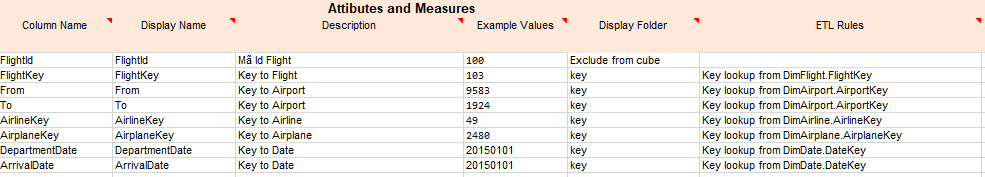 Attibutes and Measures
Column Name Display Name Description Example Values Display Folder ETL Rules
FlightId FlightId Mã Id Flight 100 Exclude from cube
FlightKey FlightKey Key to Flight 103 key Key lookup from DimFlight.FlightKey
From From Key to Airport 9583 key Key lookup from DimAirport.AirportKey
To To Key to Airport 1924 key Key lookup from DimAirport.AirportKey
AirlineKey AirlineKey Key to Airline 49 key Key lookup from DimAirline.AirlineKey
AirplaneKey AirplaneKey Key to Airplane 2480 key Key lookup from DimAirplane.AirplaneKey
DepartmentDate DepartmentDate Key to Date 20150101 key Key lookup from DimDate.DateKey
ArrivalDate ArrivalDate Key to Date 20150101 key Key lookup from DimDate.DateKey